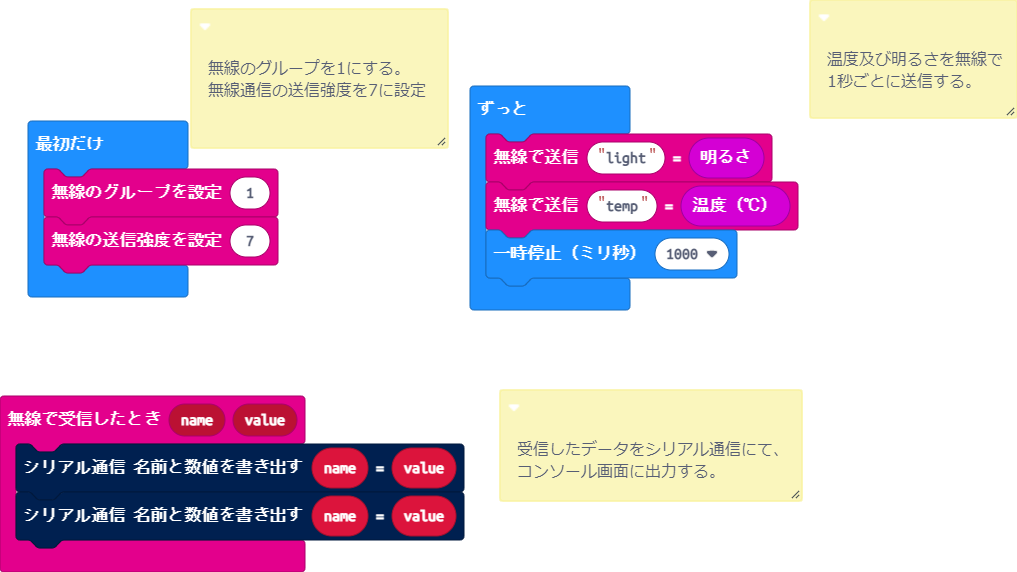 無線のグループを1にする。
無線通信の送信強度を7に設定
温度及び明るさを無線で
1秒ごとに送信する。
最初だけ
無線のグループを設定 1
無線の送信強度を設定 7
ずっと
無線で送信 "light" = 明るさ
無線で送信 "temp" = 温度（℃）
一時停止（ミリ秒） 1000
無線で受信したとき name value
シリアル通信 名前と数値を書き出す name = value
シリアル通信 名前と数値を書き出す name = value
受信したデータをシリアル通信にて、
コンソール画面に出力する。